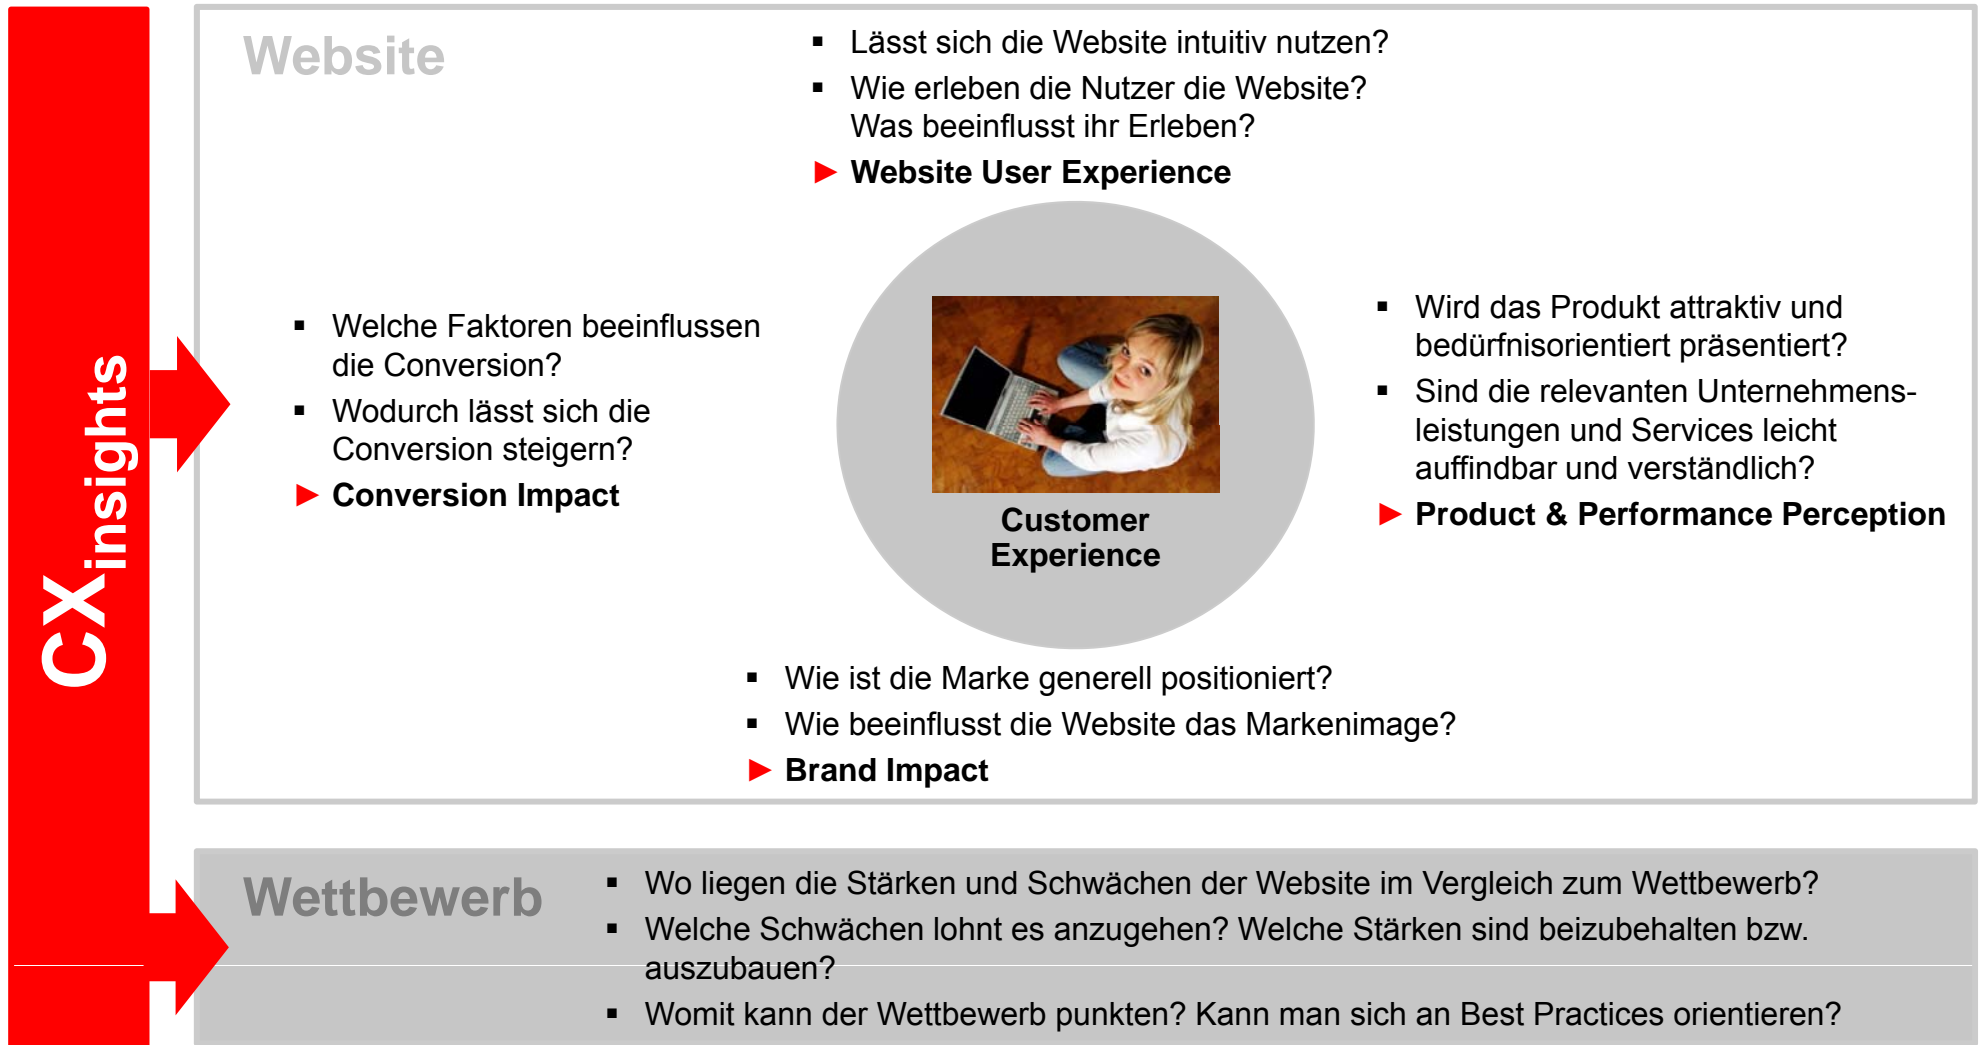 CXinsights
Website
▪ Lässt sich die Website intuitiv nutzen?
▪ Wie erleben die Nutzer die Website?
Was beeinflusst ihr Erleben?
► Website User Experience
▪ Welche Faktoren beeinflussen
die Conversion?
▪ Wodurch lässt sich die
Conversion steigern?
► Conversion Impact
Customer
Experience
▪ Wird das Produkt attraktiv und
bedürfnisorientiert präsentiert?
▪ Sind die relevanten Unternehmens-
leistungen und Services leicht
auffindbar und verständlich?
► Product & Performance Perception
▪ Wie ist die Marke generell positioniert?
▪ Wie beeinflusst die Website das Markenimage?
► Brand Impact
Wettbewerb
▪ Wo liegen die Stärken und Schwächen der Website im Vergleich zum Wettbewerb?
▪ Welche Schwächen lohnt es anzugehen? Welche Stärken sind beizubehalten bzw.
auszubauen?
▪ Womit kann der Wettbewerb punkten? Kann man sich an Best Practices orientieren?